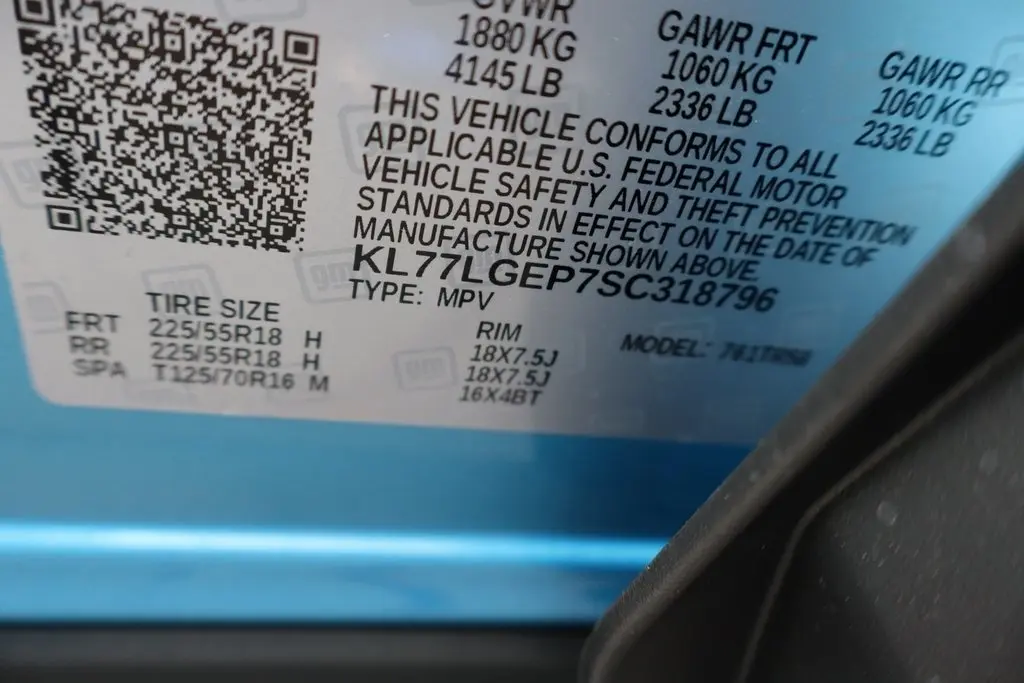 GVWR GAWR FRT GAWR RR
1880 KG 1060 KG 1060 KG
4145 LB 2336 LB 2336 LB
THIS VEHICLE CONFORMS TO ALL
APPLICABLE U.S. FEDERAL MOTOR
VEHICLE SAFETY AND THEFT PREVENTION
STANDARDS IN EFFECT ON THE DATE OF
MANUFACTURE SHOWN ABOVE.
KL77LGEP7SC318796
TYPE: MPV
TIRE SIZE RIM MODEL:
FRT 225/55R18 H 18X7.5J
RR 225/55R18 H 18X7.5J
SPA T125/70R16 M 16X4BT
gm